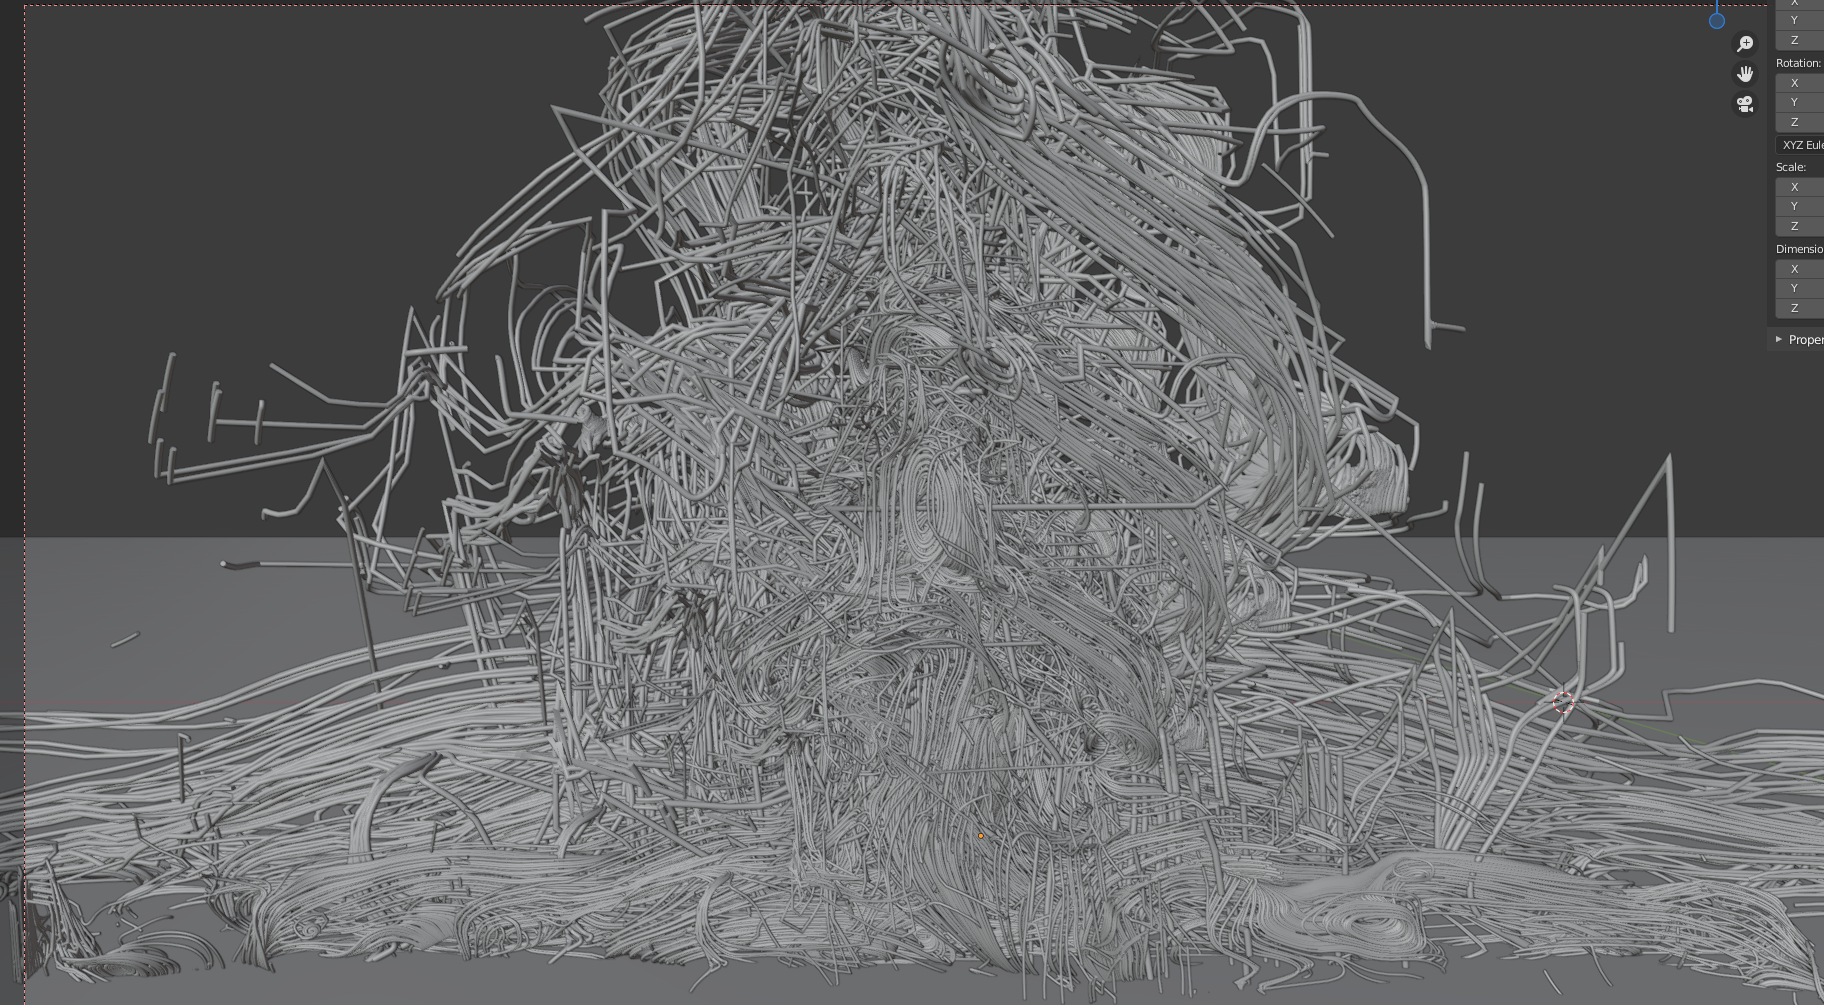 X
Y
Z
Rotation:
X
Y
Z
XYZ Eule
Scale:
X
Y
Z
Dimensio
X
Y
Z
Proper